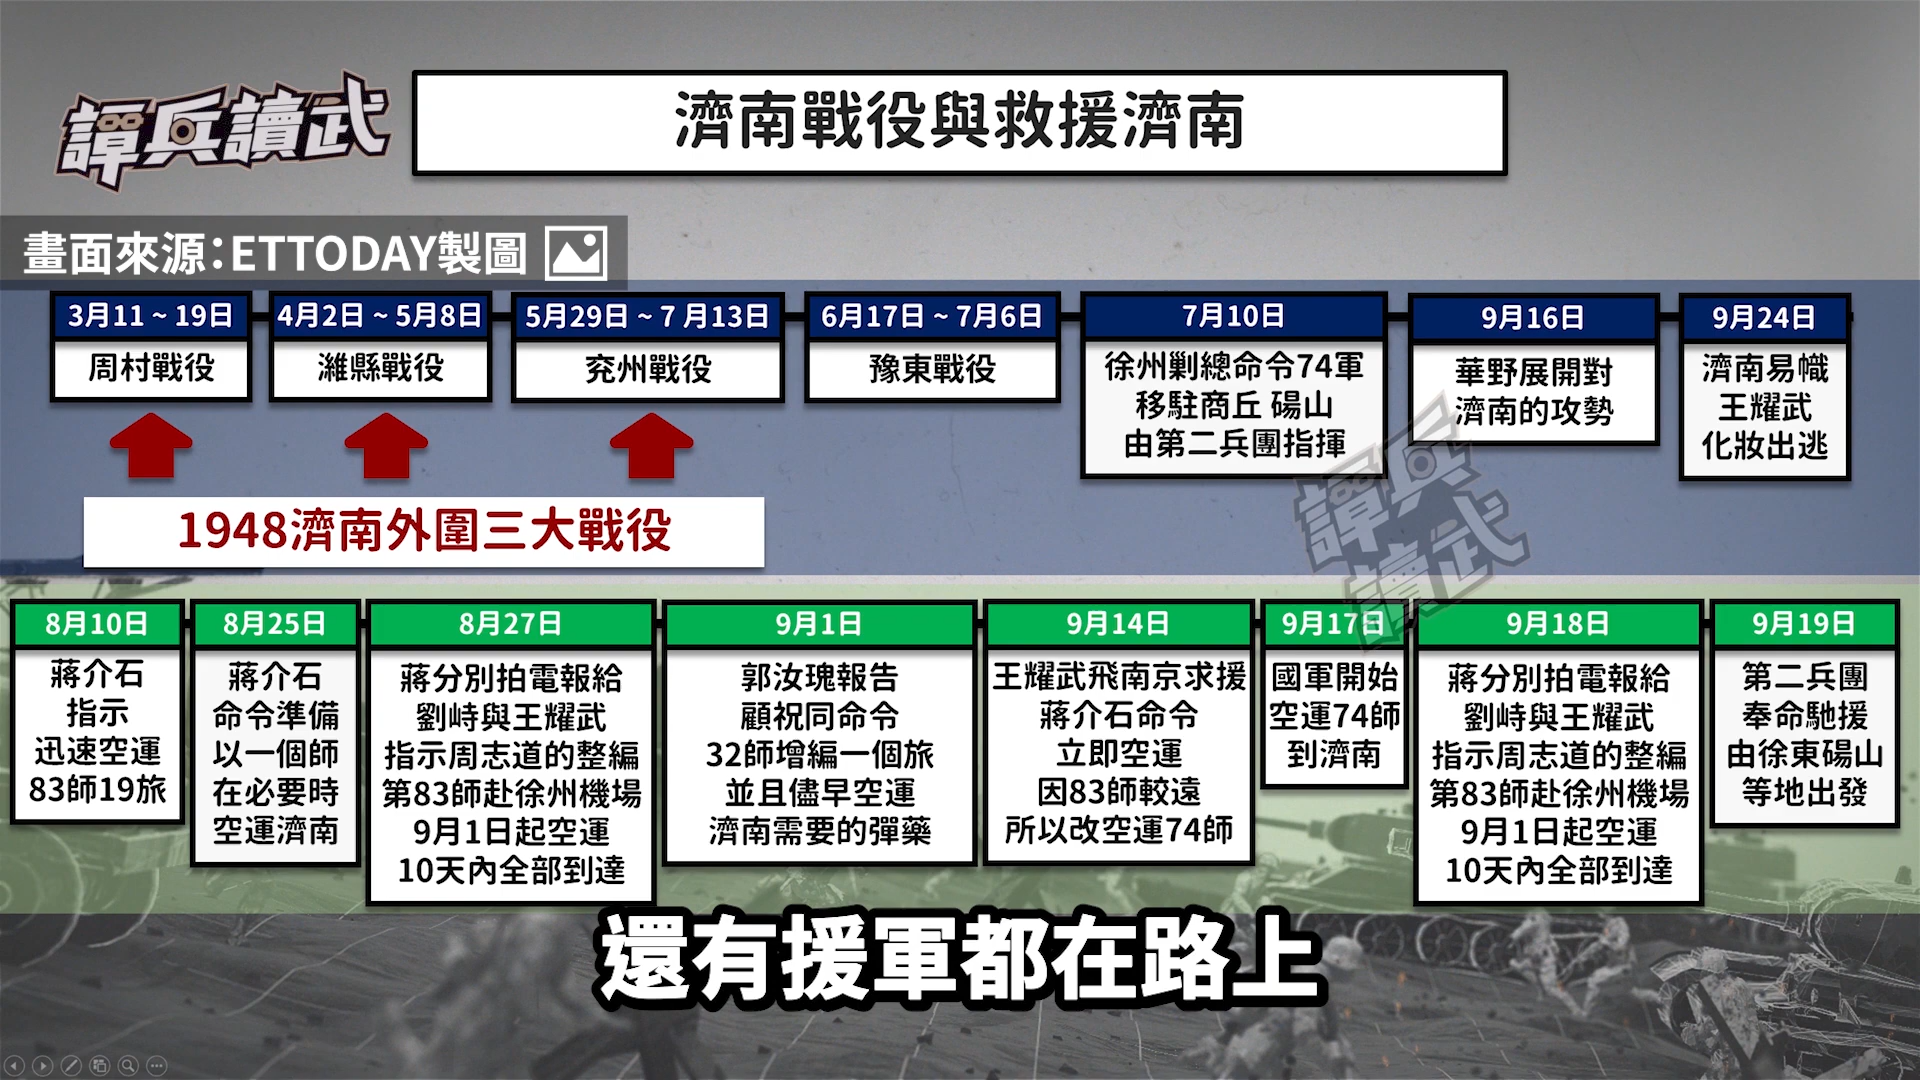 譚兵讀武
濟南戰役與救援濟南
畫面來源：ETTODAY製圖
3月11 ~ 19日
周村戰役
4月2日 ~ 5月8日
濰縣戰役
5月29日 ~ 7 月13日
兗州戰役
6月17日 ~ 7月6日
豫東戰役
7月10日
徐州剿總命令74軍
移駐商丘 碭山
由第二兵團指揮
9月16日
華野展開對
濟南的攻勢
9月24日
濟南易幟
王耀武
化妝出逃
1948濟南外圍三大戰役
譚兵
讀武
8月10日
蔣介石
指示
迅速空運
83師19旅
8月25日
蔣介石
命令準備
以一個師
在必要時
空運濟南
8月27日
蔣分別拍電報給
劉峙與王耀武
指示周志道的整編
第83師赴徐州機場
9月1日起空運
10天內全部到達
9月1日
郭汝瑰報告
顧祝同命令
32師增編一個旅
並且儘早空運
濟南需要的彈藥
9月14日
王耀武飛南京求援
蔣介石命令
立即空運
因83師較遠
所以改空運74師
9月17日
國軍開始
空運74師
到濟南
9月18日
蔣分別拍電報給
劉峙與王耀武
指示周志道的整編
第83師赴徐州機場
9月1日起空運
10天內全部到達
9月19日
第二兵團
奉命馳援
由徐東碭山
等地出發
還有援軍都在路上